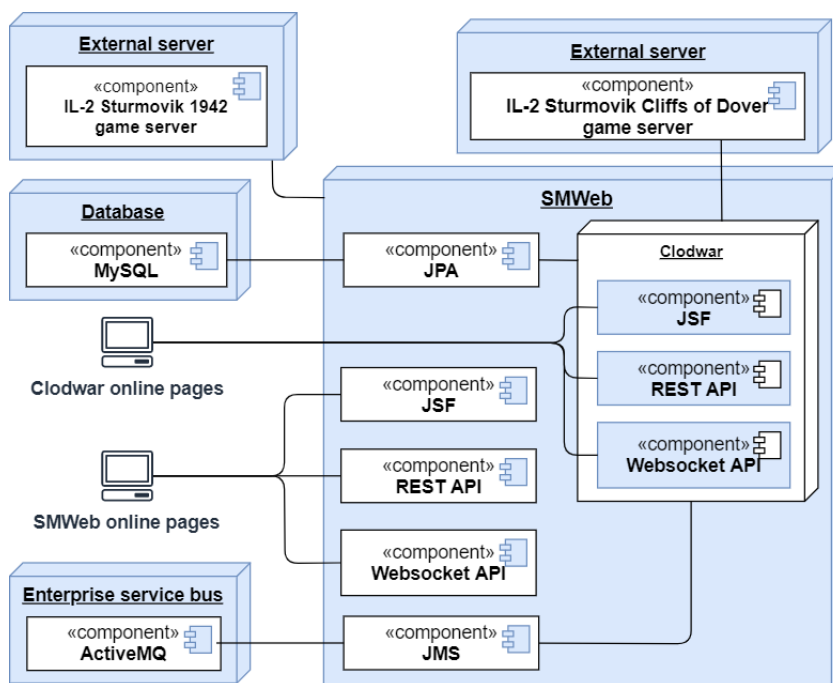 External server
«component»
IL-2 Sturmovik 1942
game server
External server
«component»
IL-2 Sturmovik Cliffs of Dover
game server
SMWeb
Database
«component»
MySQL
«component»
JPA
Clodwar
«component»
JSF
«component»
REST API
«component»
Websocket API
Clodwar online pages
«component»
JSF
«component»
REST API
«component»
Websocket API
SMWeb online pages
Enterprise service bus
«component»
ActiveMQ
«component»
JMS